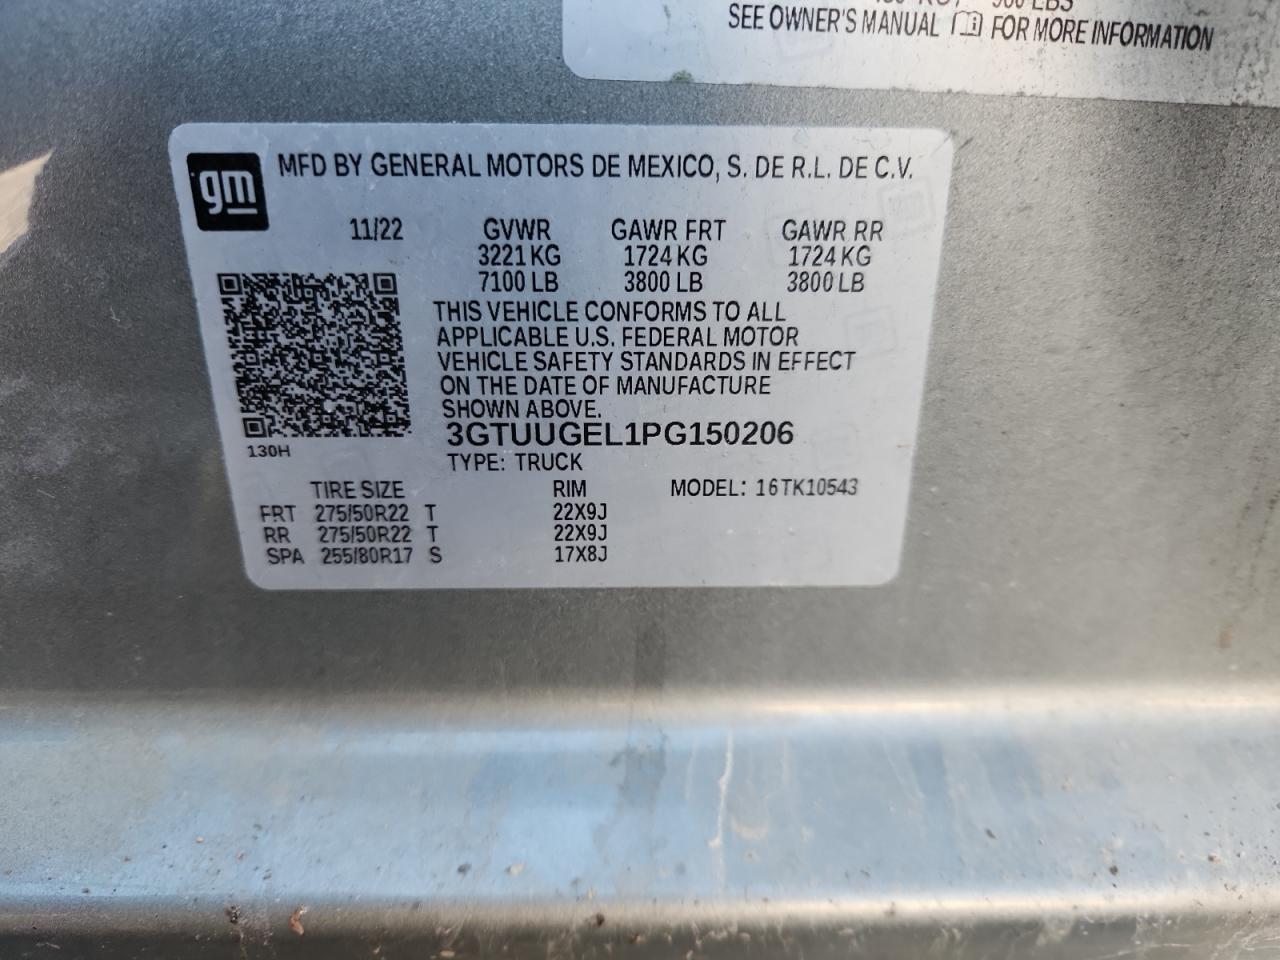 SEE OWNER'S MANUAL FOR MORE INFORMATION
gm
MFD BY GENERAL MOTORS DE MEXICO, S. DE R.L. DE C.V.
11/22 GVWR GAWR FRT GAWR RR
3221 KG 1724 KG 1724 KG
7100 LB 3800 LB 3800 LB
THIS VEHICLE CONFORMS TO ALL
APPLICABLE U.S. FEDERAL MOTOR
VEHICLE SAFETY STANDARDS IN EFFECT
ON THE DATE OF MANUFACTURE
SHOWN ABOVE.
3GTUUGEL1PG150206
130H
TYPE: TRUCK
TIRE SIZE RIM MODEL: 16TK10543
FRT 275/50R22 T 22X9J
RR 275/50R22 T 22X9J
SPA 255/80R17 S 17X8J